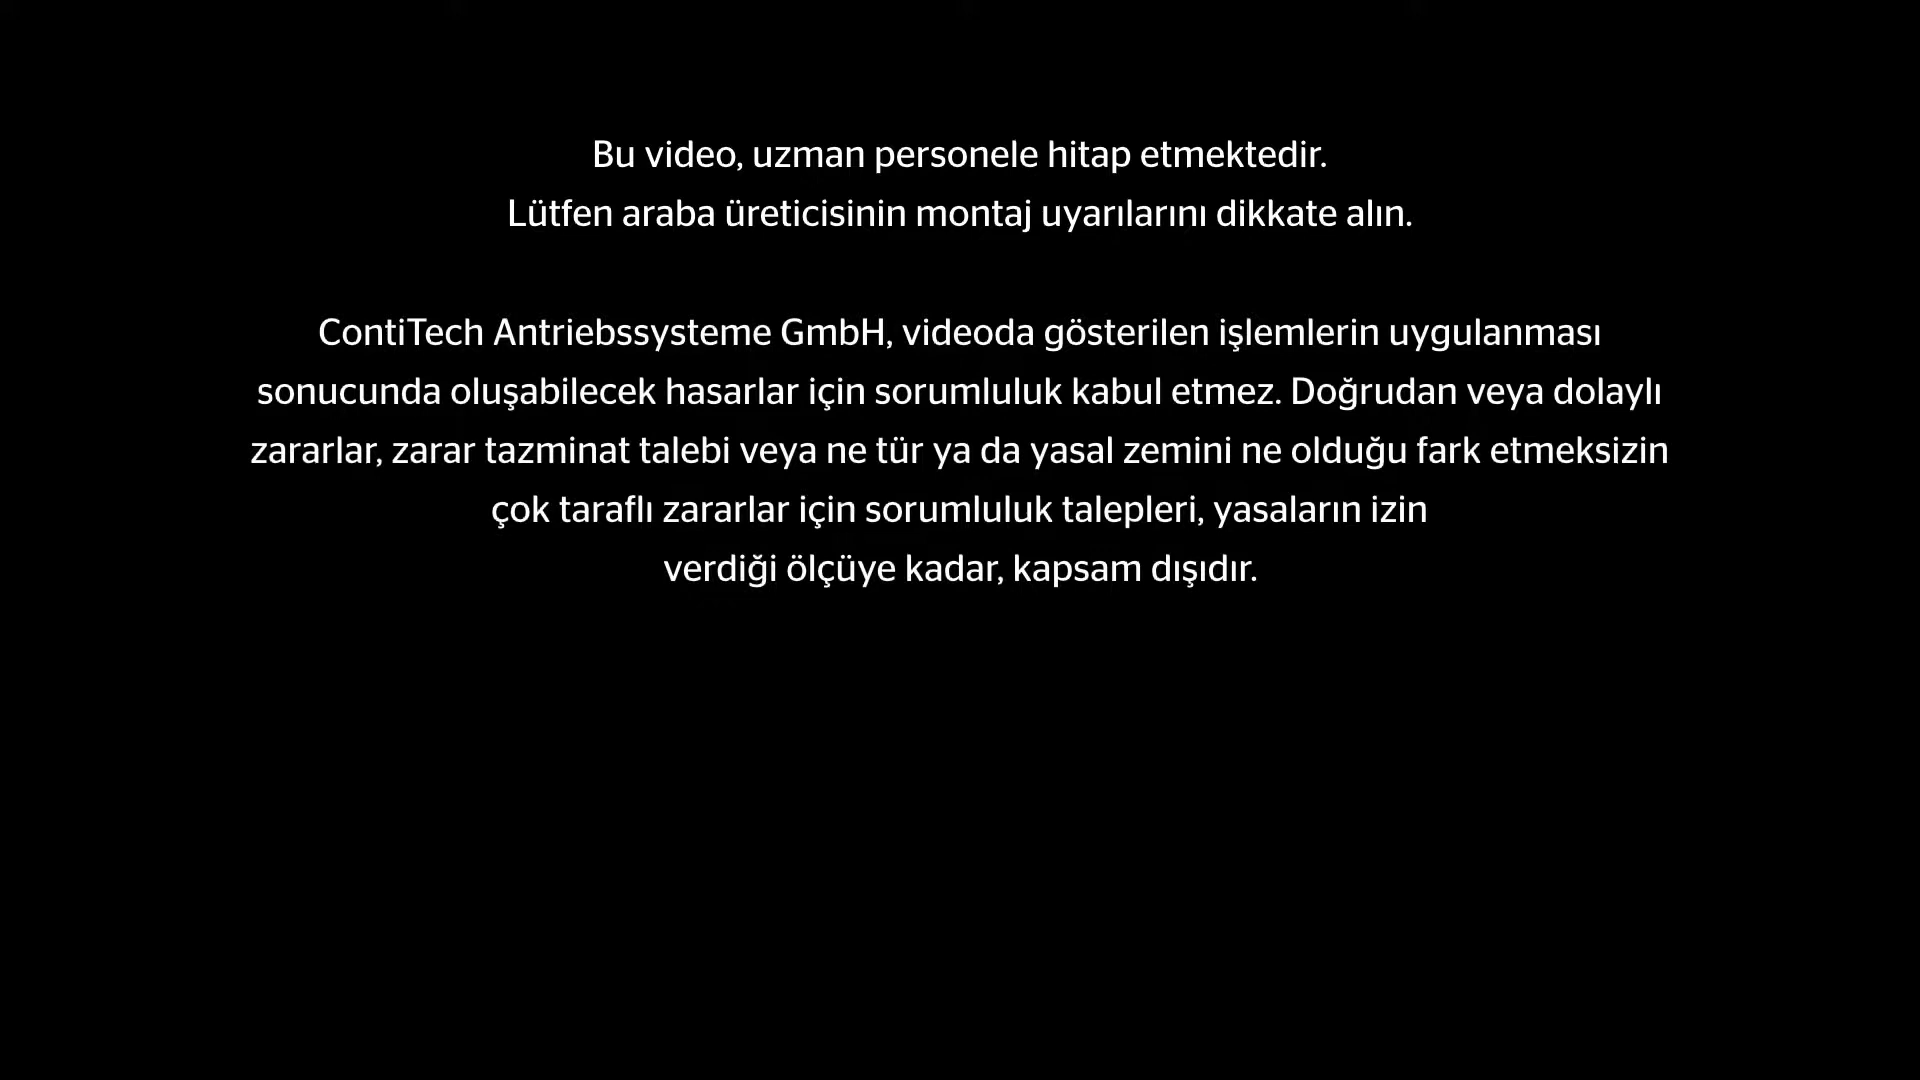 Bu video, uzman personele hitap etmektedir.
Lütfen araba üreticisinin montaj uyarılarını dikkate alın.
ContiTech Antriebssysteme GmbH, videoda gösterilen işlemlerin uygulanması
sonucunda oluşabilecek hasarlar için sorumluluk kabul etmez. Doğrudan veya dolaylı
zararlar, zarar tazminat talebi veya ne tür ya da yasal zemini ne olduğu fark etmeksizin
çok taraflı zararlar için sorumluluk talepleri, yasaların izin
verdiği ölçüye kadar, kapsam dışıdır.